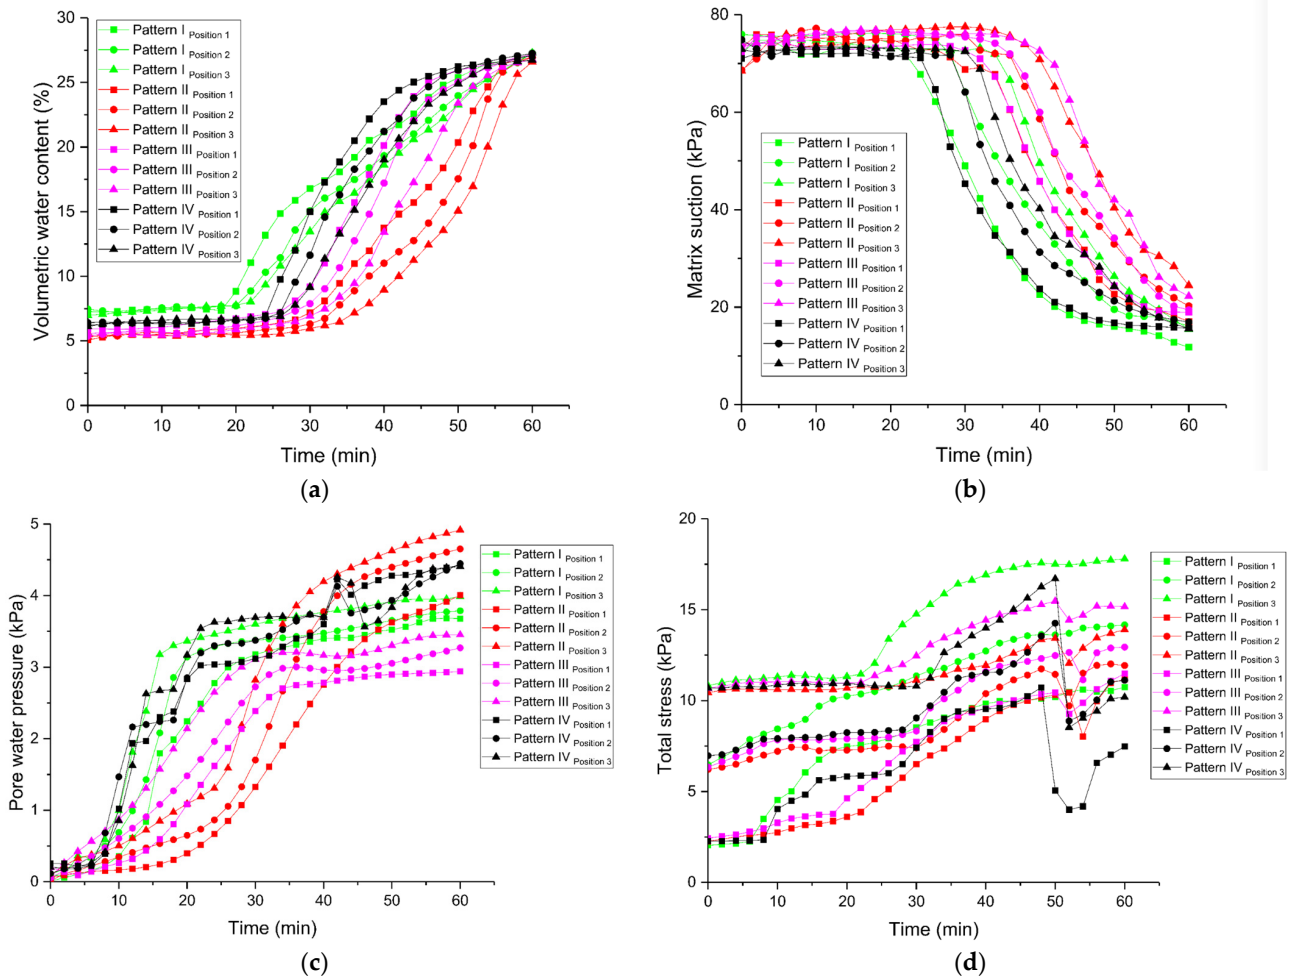 30
25
20
15
10
5
0
Volumetric water content (%)
Pattern I Position 1
Pattern I Position 2
Pattern I Position 3
Pattern II Position 1
Pattern II Position 2
Pattern II Position 3
Pattern III Position 1
Pattern III Position 2
Pattern III Position 3
Pattern IV Position 1
Pattern IV Position 2
Pattern IV Position 3
0 10 20 30 40 50 60
Time (min)
(a)
80
60
40
20
0
Matrix suction (kPa)
Pattern I Position 1
Pattern I Position 2
Pattern I Position 3
Pattern II Position 1
Pattern II Position 2
Pattern II Position 3
Pattern III Position 1
Pattern III Position 2
Pattern III Position 3
Pattern IV Position 1
Pattern IV Position 2
Pattern IV Position 3
0 10 20 30 40 50 60
Time (min)
(b)
5
4
3
2
1
0
Pore water pressure (kPa)
Pattern I Position 1
Pattern I Position 2
Pattern I Position 3
Pattern II Position 1
Pattern II Position 2
Pattern II Position 3
Pattern III Position 1
Pattern III Position 2
Pattern III Position 3
Pattern IV Position 1
Pattern IV Position 2
Pattern IV Position 3
0 10 20 30 40 50 60
Time (min)
(c)
20
15
10
5
0
Total stress (kPa)
Pattern I Position 1
Pattern I Position 2
Pattern I Position 3
Pattern II Position 1
Pattern II Position 2
Pattern II Position 3
Pattern III Position 1
Pattern III Position 2
Pattern III Position 3
Pattern IV Position 1
Pattern IV Position 2
Pattern IV Position 3
0 10 20 30 40 50 60
Time (min)
(d)